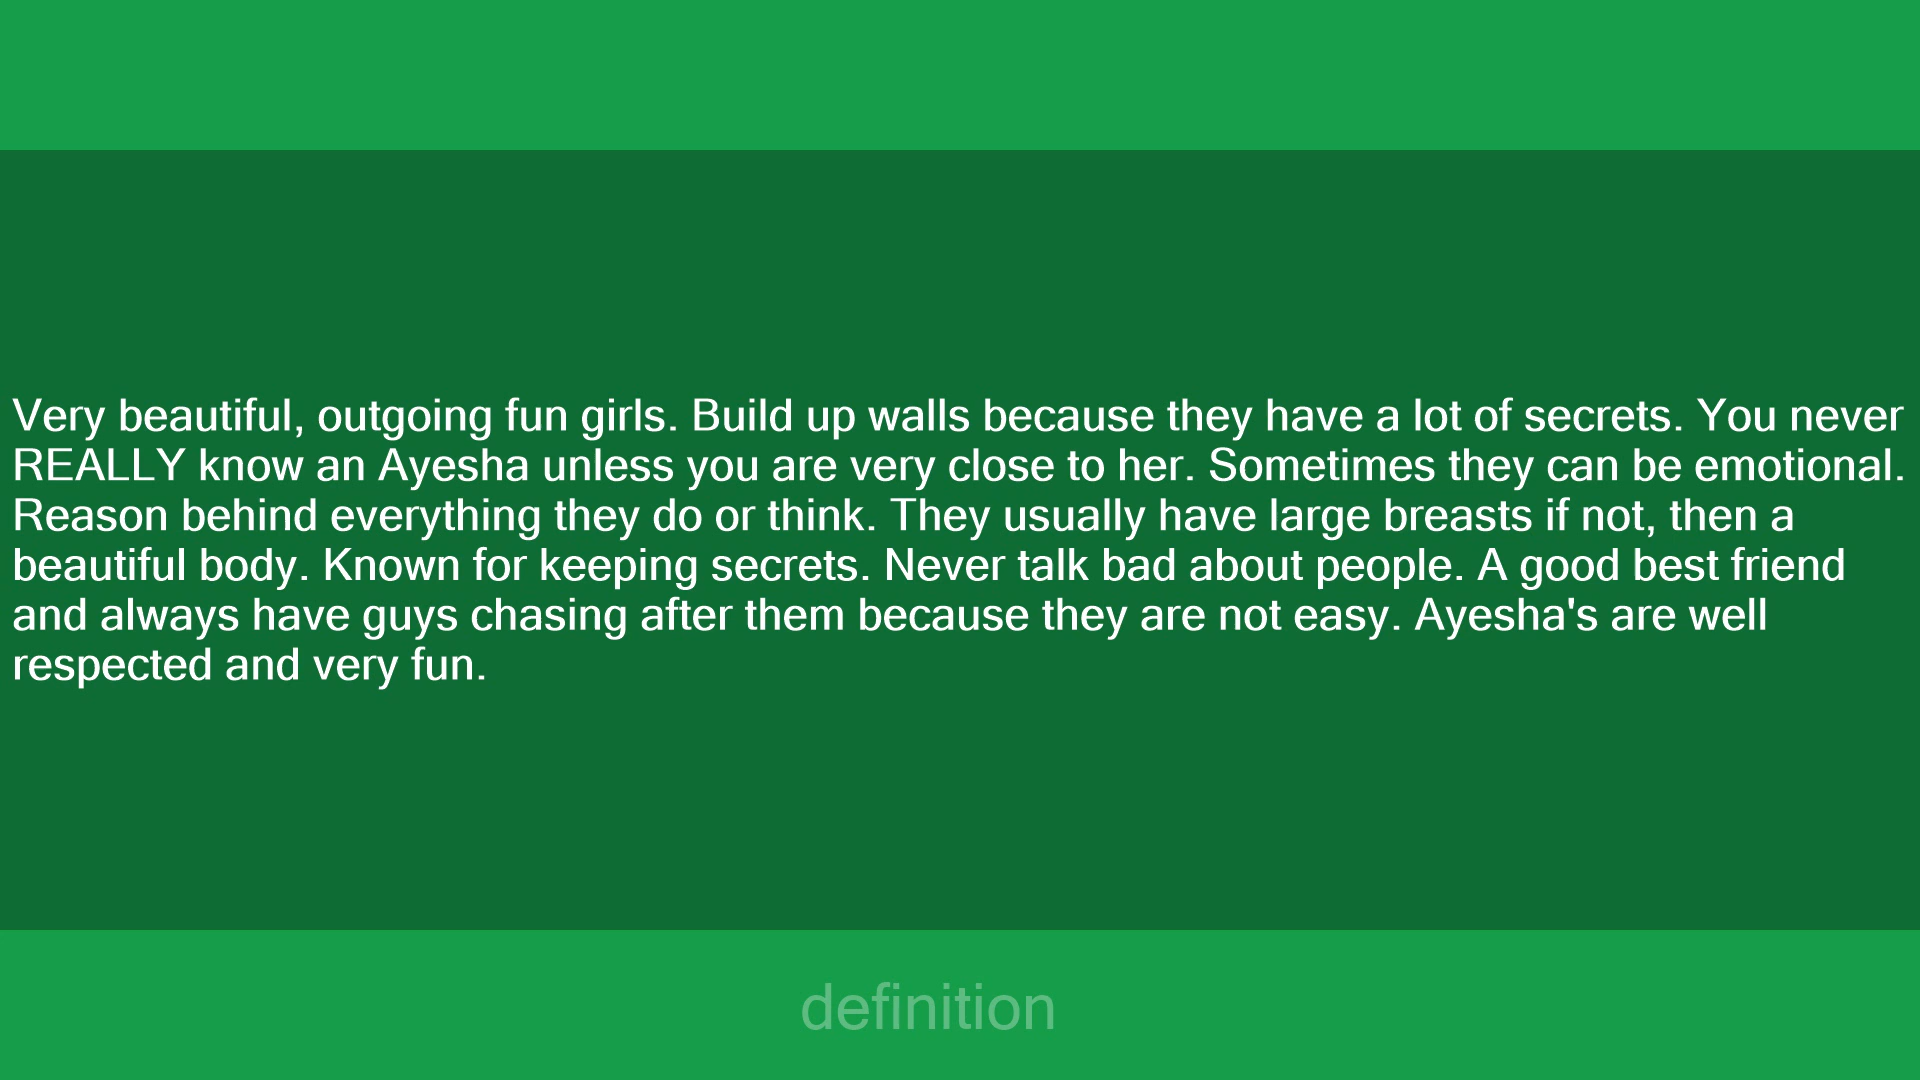 Very beautiful, outgoing fun girls. Build up walls because they have a lot of secrets. You never
REALLY know an Ayesha unless you are very close to her. Sometimes they can be emotional.
Reason behind everything they do or think. They usually have large breasts if not, then a
beautiful body. Known for keeping secrets. Never talk bad about people. A good best friend
and always have guys chasing after them because they are not easy. Ayesha's are well
respected and very fun.
definition